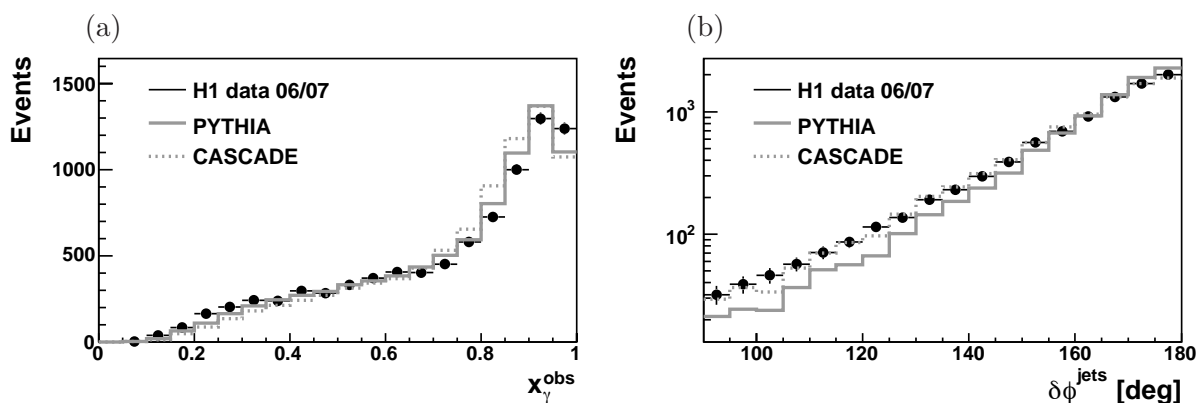 (a)
Events
1500
1000
500
0
H1 data 06/07
PYTHIA
CASCADE
0 0.2 0.4 0.6 0.8 1
x_γ^obs
(b)
Events
10^3
10^2
H1 data 06/07
PYTHIA
CASCADE
100 120 140 160 180
δϕ^jets [deg]